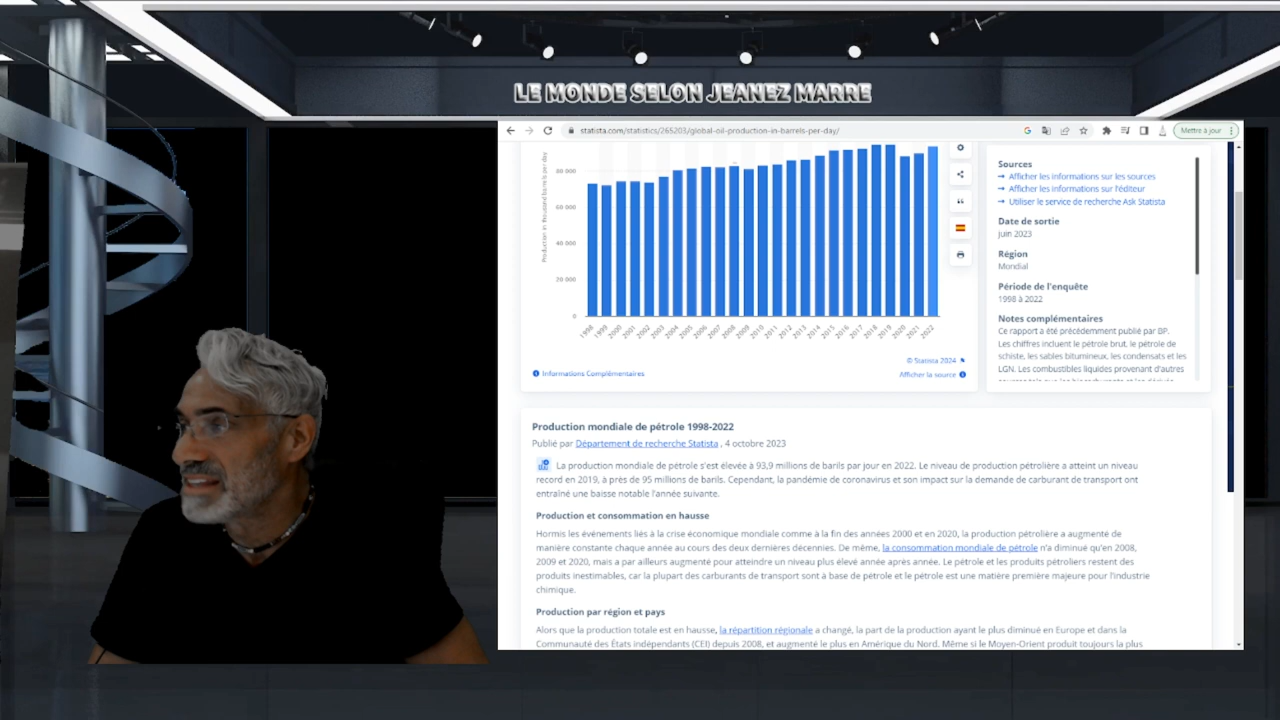 LE MONDE SELON JEANEZ MARRE
statista.com/statistics/265203/global-oil-production-in-barrels-per-day/
Mettre à jour
Production in thousand barrels per day
80 000
60 000
40 000
20 000
0
1998 1999 2000 2001 2002 2003 2004 2005 2006 2007 2008 2009 2010 2011 2012 2013 2014 2015 2016 2017 2018 2019 2020 2021 2022
© Statista 2024
Informations Complémentaires
Afficher la source
Sources
Afficher les informations sur les sources
Afficher les informations sur l'éditeur
Utiliser le service de recherche Ask Statista
Date de sortie
juin 2023
Région
Mondial
Période de l'enquête
1998 à 2022
Notes complémentaires
Ce rapport a été précédemment publié par BP.
Les chiffres incluent le pétrole brut, le pétrole de
schiste, les sables bitumineux, les condensats et les
LGN. Les combustibles liquides provenant d'autres
Production mondiale de pétrole 1998-2022
Publié par Département de recherche Statista , 4 octobre 2023
La production mondiale de pétrole s'est élevée à 93,9 millions de barils par jour en 2022. Le niveau de production pétrolière a atteint un niveau
record en 2019, à près de 95 millions de barils. Cependant, la pandémie de coronavirus et son impact sur la demande de carburant de transport ont
entraîné une baisse notable l'année suivante.
Production et consommation en hausse
Hormis les événements liés à la crise économique mondiale comme à la fin des années 2000 et en 2020, la production pétrolière a augmenté de
manière constante chaque année au cours des deux dernières décennies. De même, la consommation mondiale de pétrole n'a diminué qu'en 2008,
2009 et 2020, mais a par ailleurs augmenté pour atteindre un niveau plus élevé année après année. Le pétrole et les produits pétroliers restent des
produits inestimables, car la plupart des carburants de transport sont à base de pétrole et le pétrole est une matière première majeure pour l'industrie
chimique.
Production par région et pays
Alors que la production totale est en hausse, la répartition régionale a changé, la part de la production ayant le plus diminué en Europe et dans la
Communauté des États indépendants (CEI) depuis 2008, et augmenté le plus en Amérique du Nord. Même si le Moyen-Orient produit toujours la plus